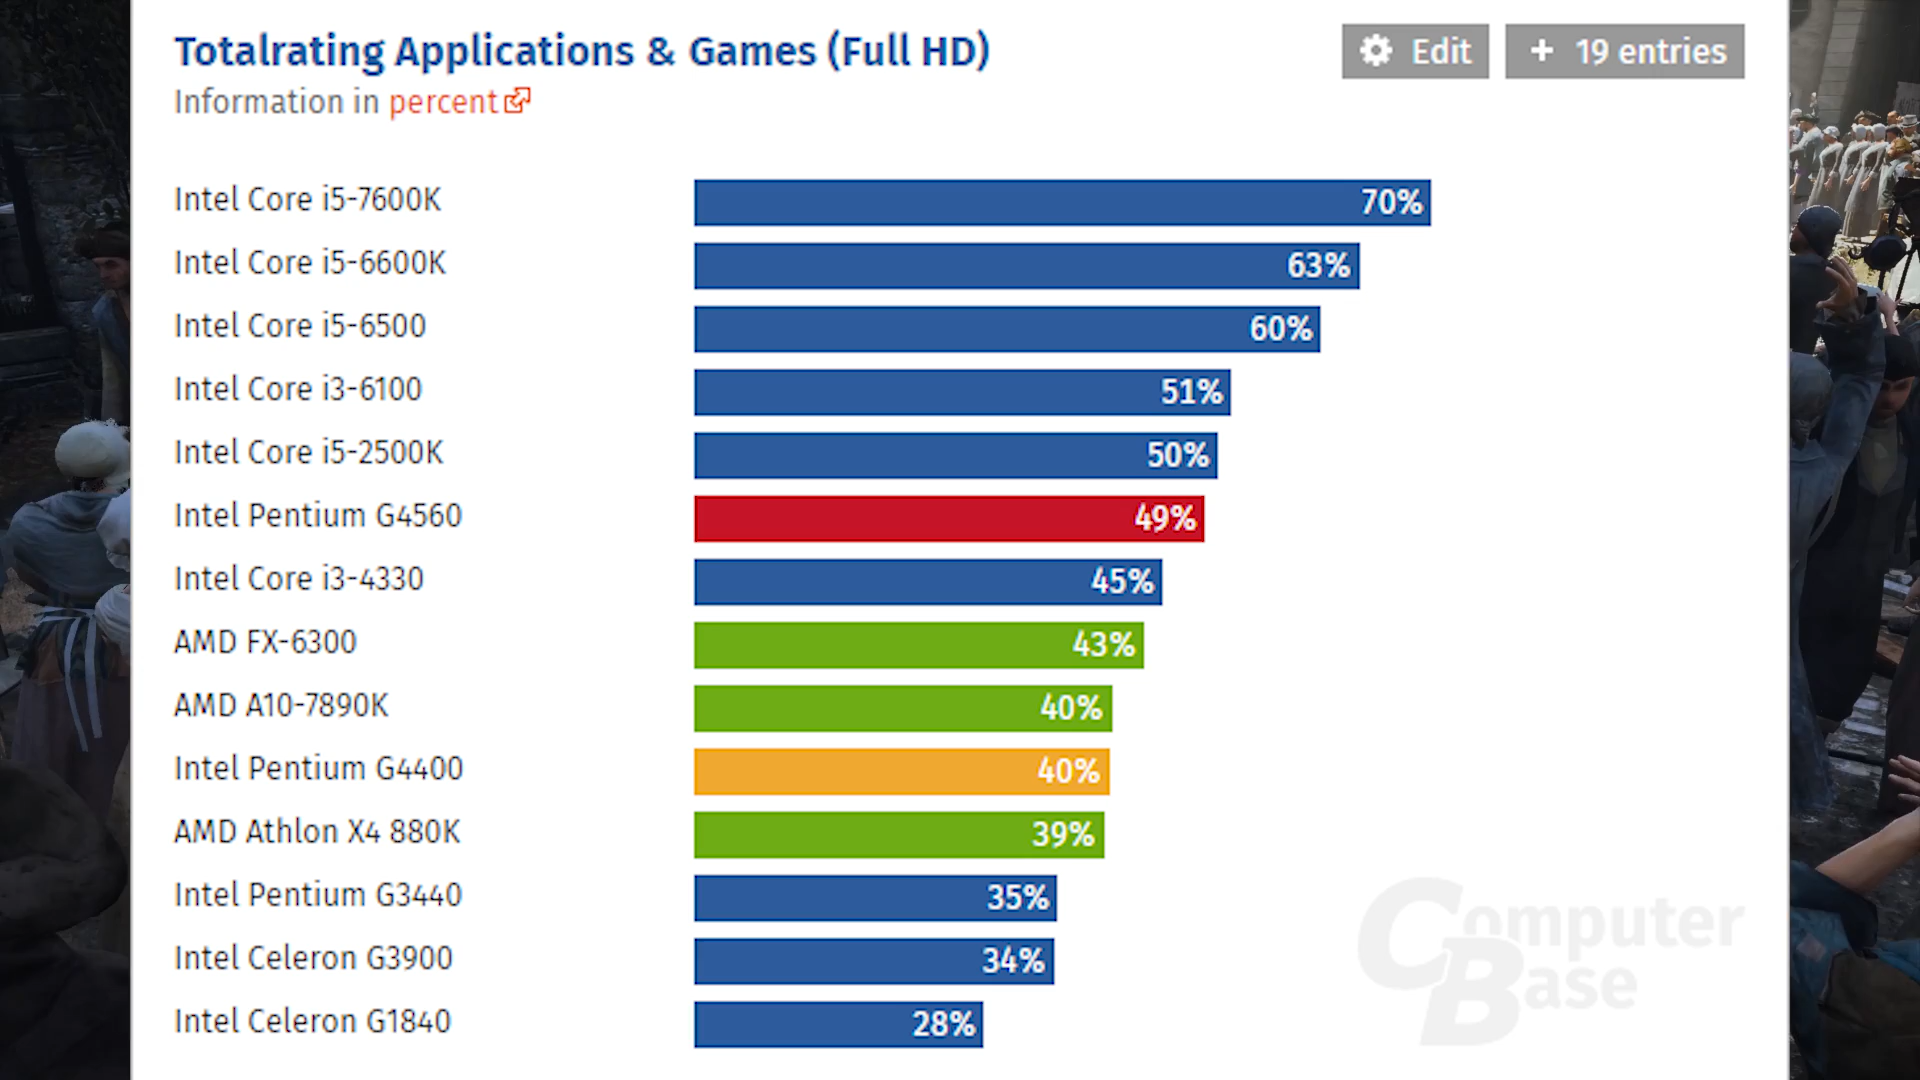 Totalrating Applications & Games (Full HD)
Edit
+ 19 entries
Information in percent
Intel Core i5-7600K 70%
Intel Core i5-6600K 63%
Intel Core i5-6500 60%
Intel Core i3-6100 51%
Intel Core i5-2500K 50%
Intel Pentium G4560 49%
Intel Core i3-4330 45%
AMD FX-6300 43%
AMD A10-7890K 40%
Intel Pentium G4400 40%
AMD Athlon X4 880K 39%
Intel Pentium G3440 35%
Intel Celeron G3900 34%
Intel Celeron G1840 28%
Computer
Base